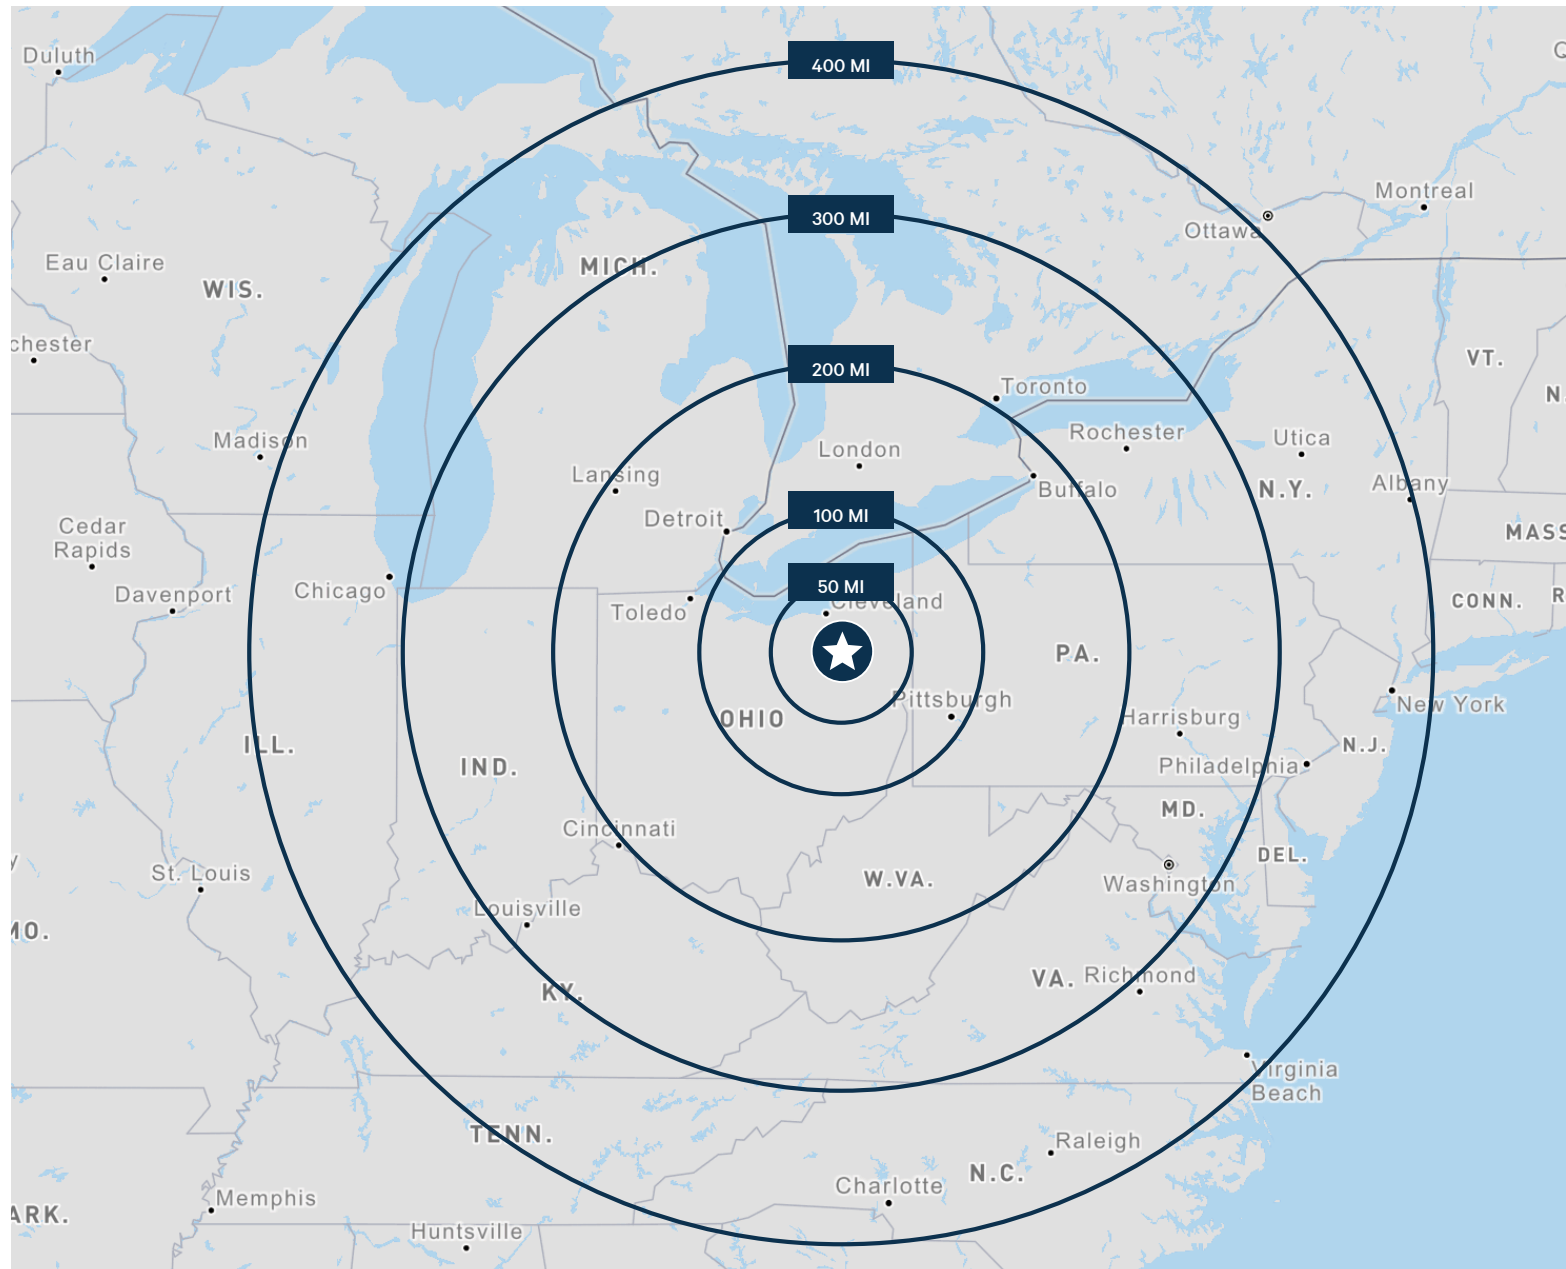 Duluth
400 MI
Q
Montreal
Ottawa
300 MI
Eau Claire
MICH.
WIS.
chester
VT.
200 MI
Toronto
N.
Madison
Rochester
Utica
London
Lansing
Buffalo
N.Y.
Albany
100 MI
Detroit
Cedar
Rapids
MASS
50 MI
Chicago
Davenport
Cleveland
CONN.
R
Toledo
PA.
Pittsburgh
New York
OHIO
Harrisburg
ILL.
N.J.
IND.
Philadelphia
MD.
Cincinnati
DEL.
St. Louis
W.VA.
Washington
Louisville
MO.
VA.
Richmond
KY.
Virginia
Beach
TENN.
Raleigh
N.C.
Charlotte
Memphis
ARK.
Huntsville